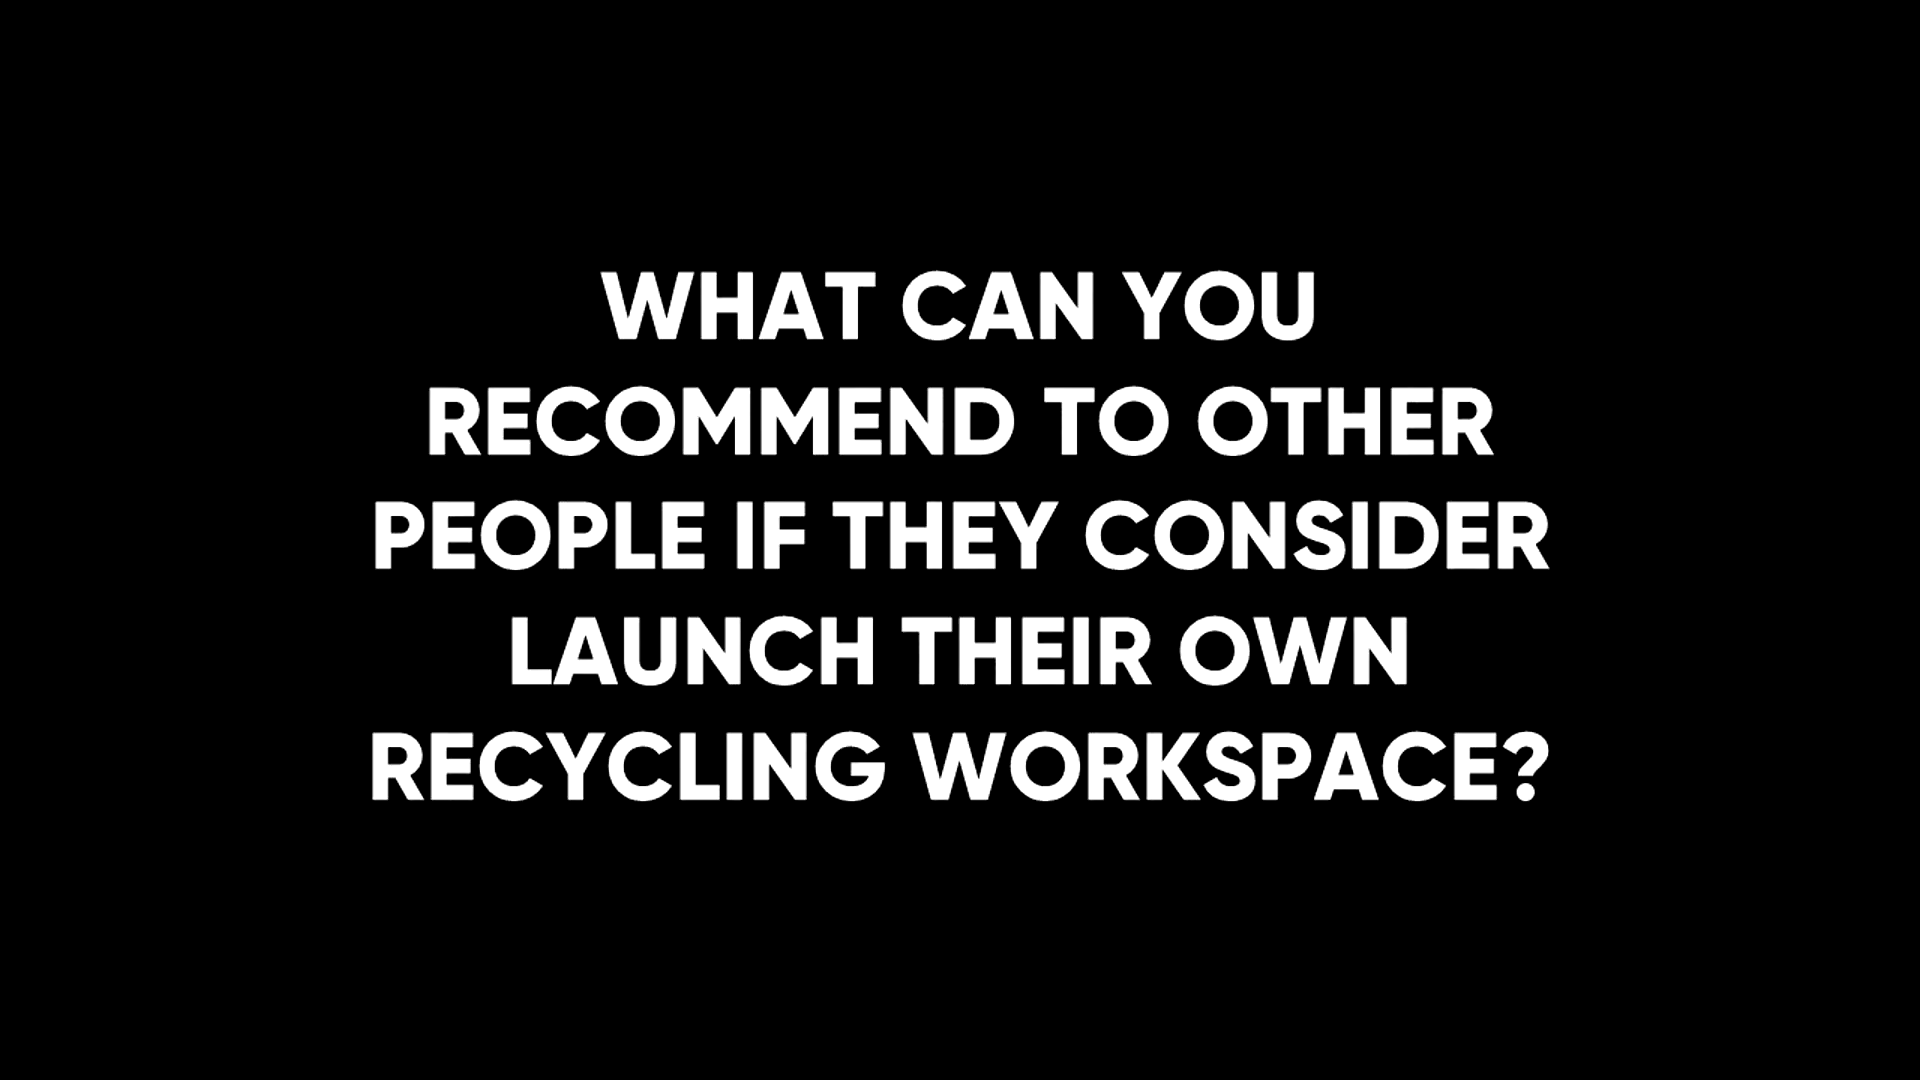 WHAT CAN YOU
RECOMMEND TO OTHER
PEOPLE IF THEY CONSIDER
LAUNCH THEIR OWN
RECYCLING WORKSPACE?